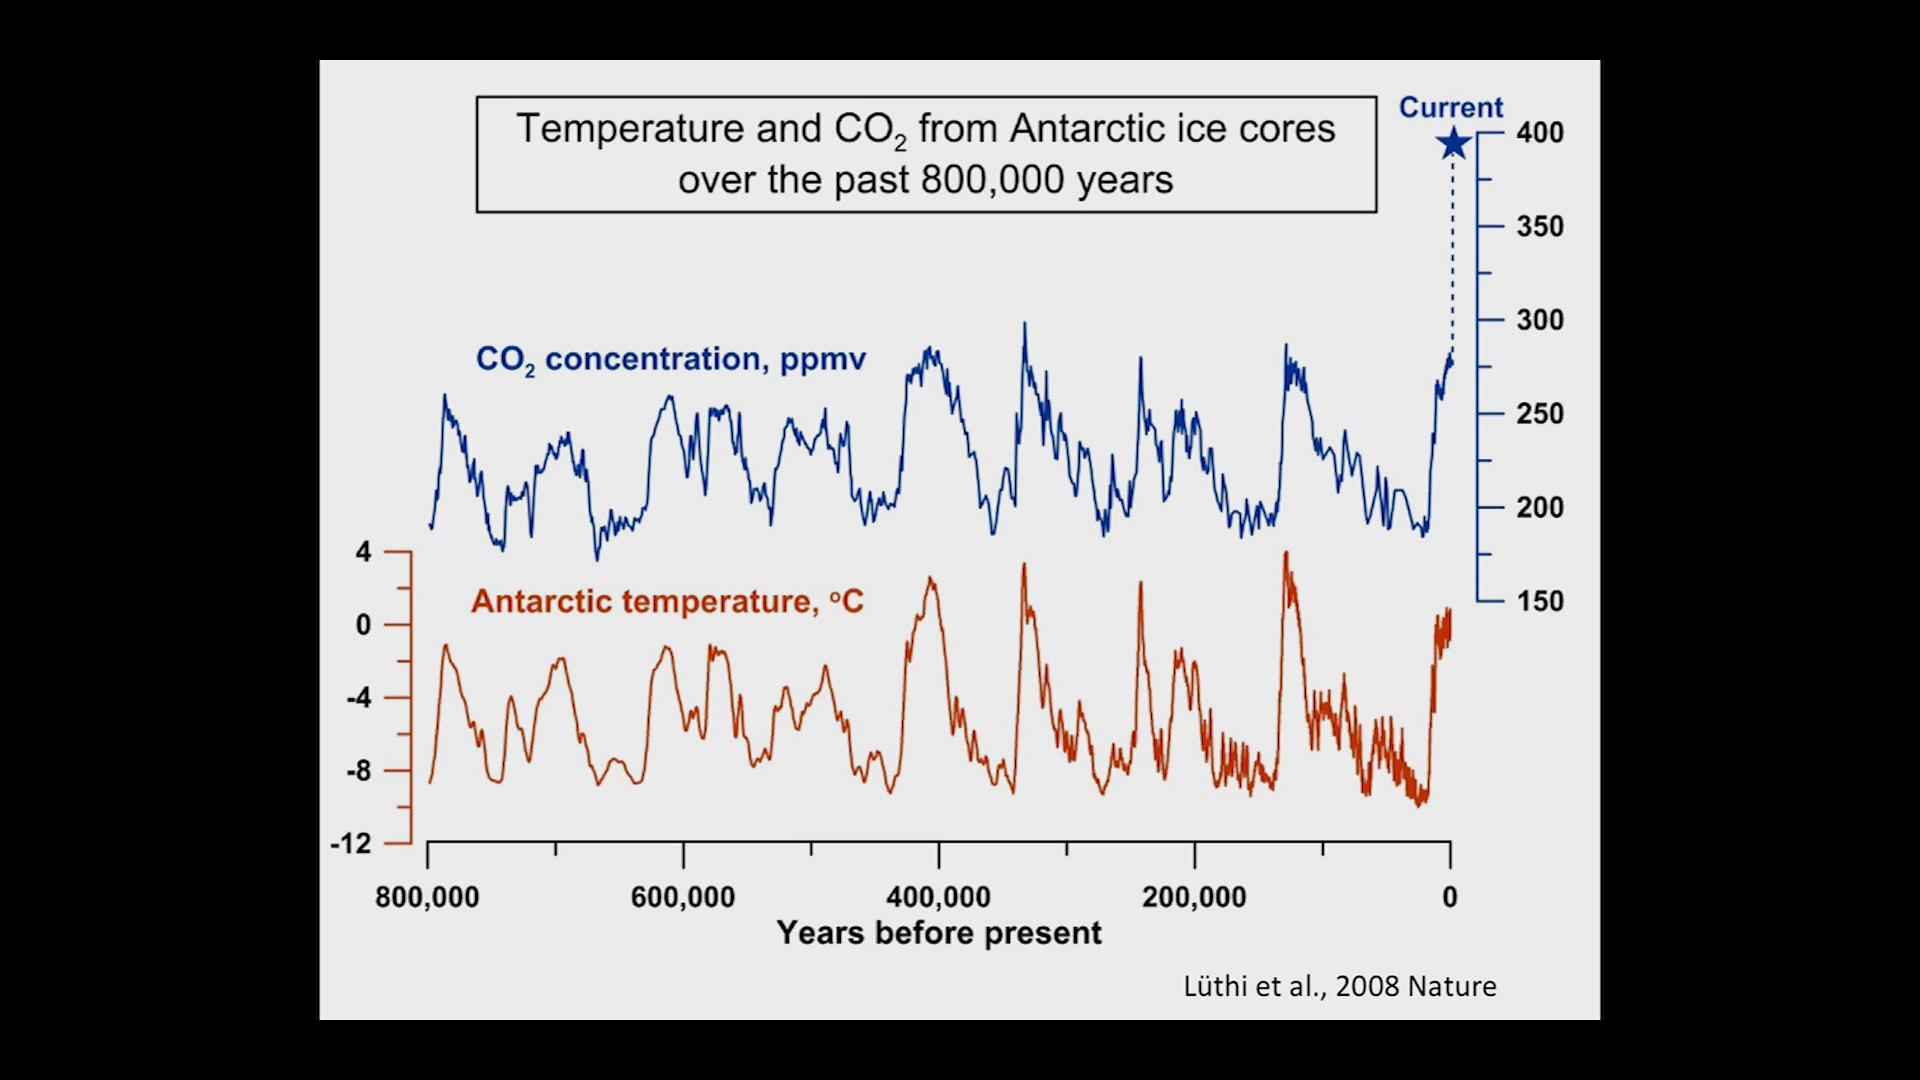 Temperature and CO₂ from Antarctic ice cores
over the past 800,000 years
Current
400
350
300
250
200
150
CO₂ concentration, ppmv
Antarctic temperature, °C
4
0
-4
-8
-12
800,000 600,000 400,000 200,000 0
Years before present
Lüthi et al., 2008 Nature